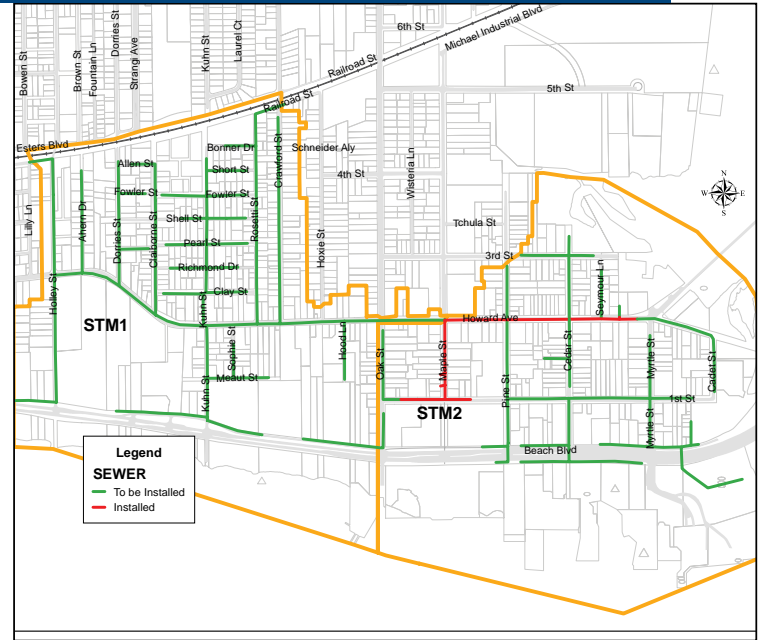 6th St
Michael Industrial Blvd
Railroad St
Bowen St
Brown St
Fountain Ln
Dorries St
Strangi Ave
Kuhn St
Laurel Ct
5th St
Railroad St
Esters Blvd
Bonner Dr
Schneider Aly
Crawford St
Allen St
Short St
4th St
Wisteria Ln
N
W
E
S
Fowler St
Fowler St
Lilly Ln
Ahern Dr
Dorries St
Claiborne St
Shell St
Rosetti St
Tchula St
Pear St
Hoxie St
3rd St
Richmond Dr
Holley St
Clay St
Seymour Ln
Kuhn St
Howard Ave
STM1
Sophie St
Hood Ln
Oak St
Maple St
Cedar St
Myrtle St
Cadet St
Meaut St
Kuhn St
Pine St
1st St
STM2
Myrtle St
Beach Blvd
Legend
SEWER
To be Installed
Installed